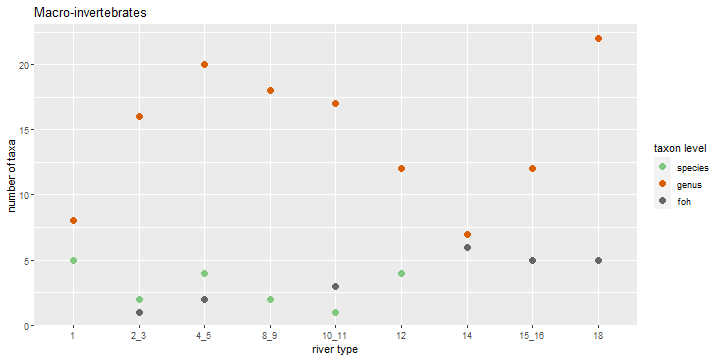 Macro-invertebrates
number of taxa
20
15
10
5
0
1 2_3 4_5 8_9 10_11 12 14 15_16 18
river type
taxon level
species
genus
foh